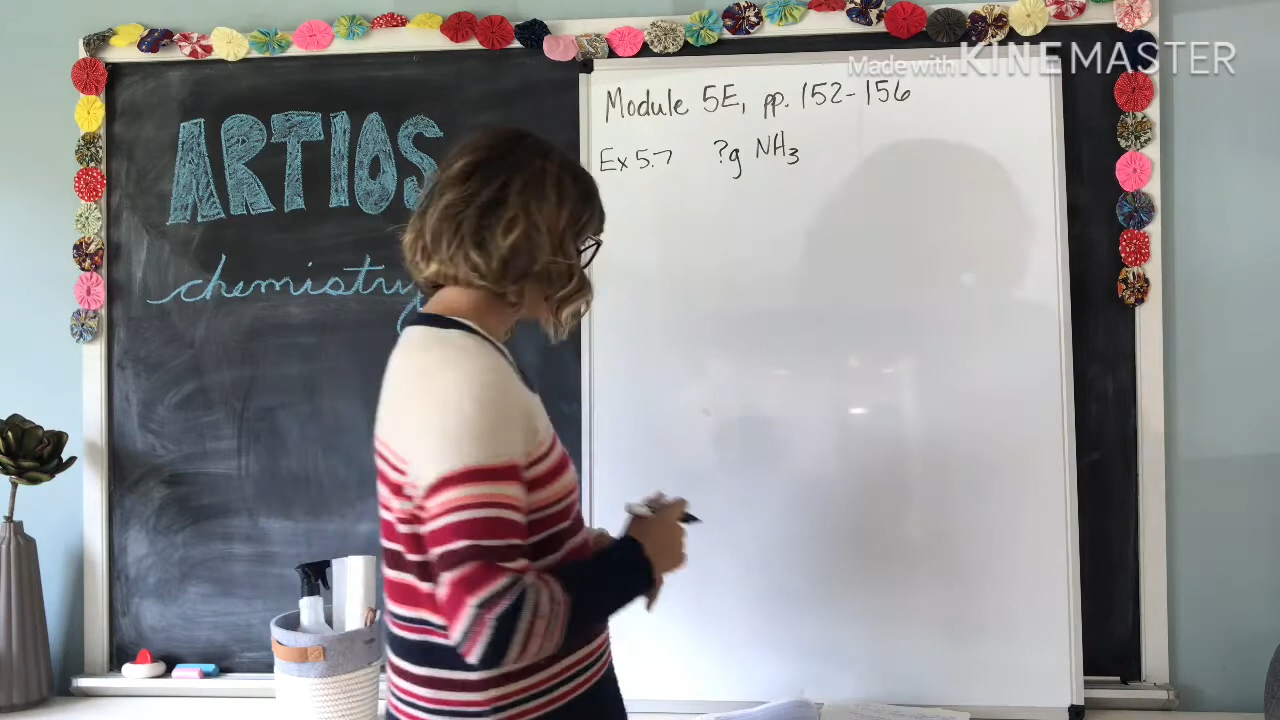 Made with KINEMASTER
ARTIOS
chemistry
Module 5E, pp. 152-156
Ex 5.7 ?g NH3